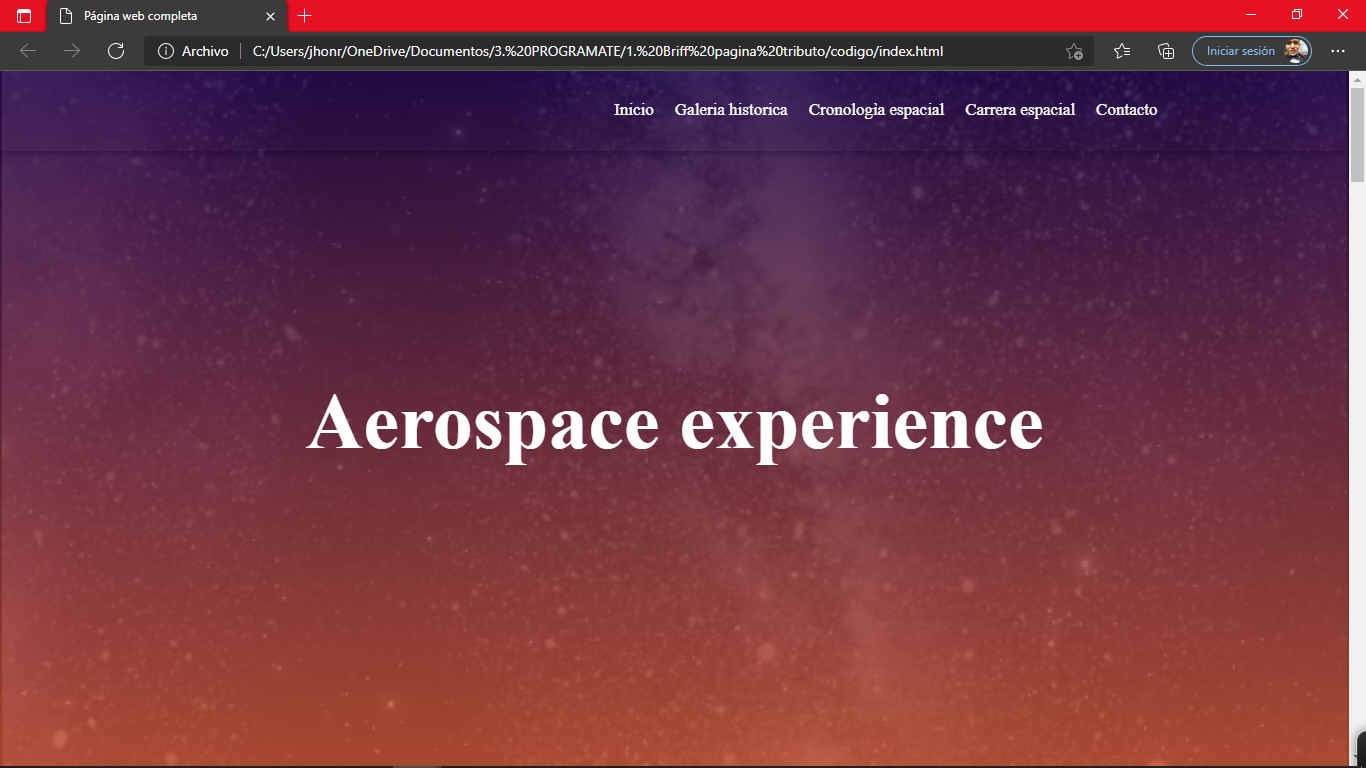 Página web completa
Archivo
C:/Users/jhonr/OneDrive/Documentos/3.%20PROGRAMATE/1.%20Briff%20pagina%20tributo/codigo/index.html
Iniciar sesión
Inicio Galeria historica Cronologìa espacial Carrera espacial Contacto
Aerospace experience